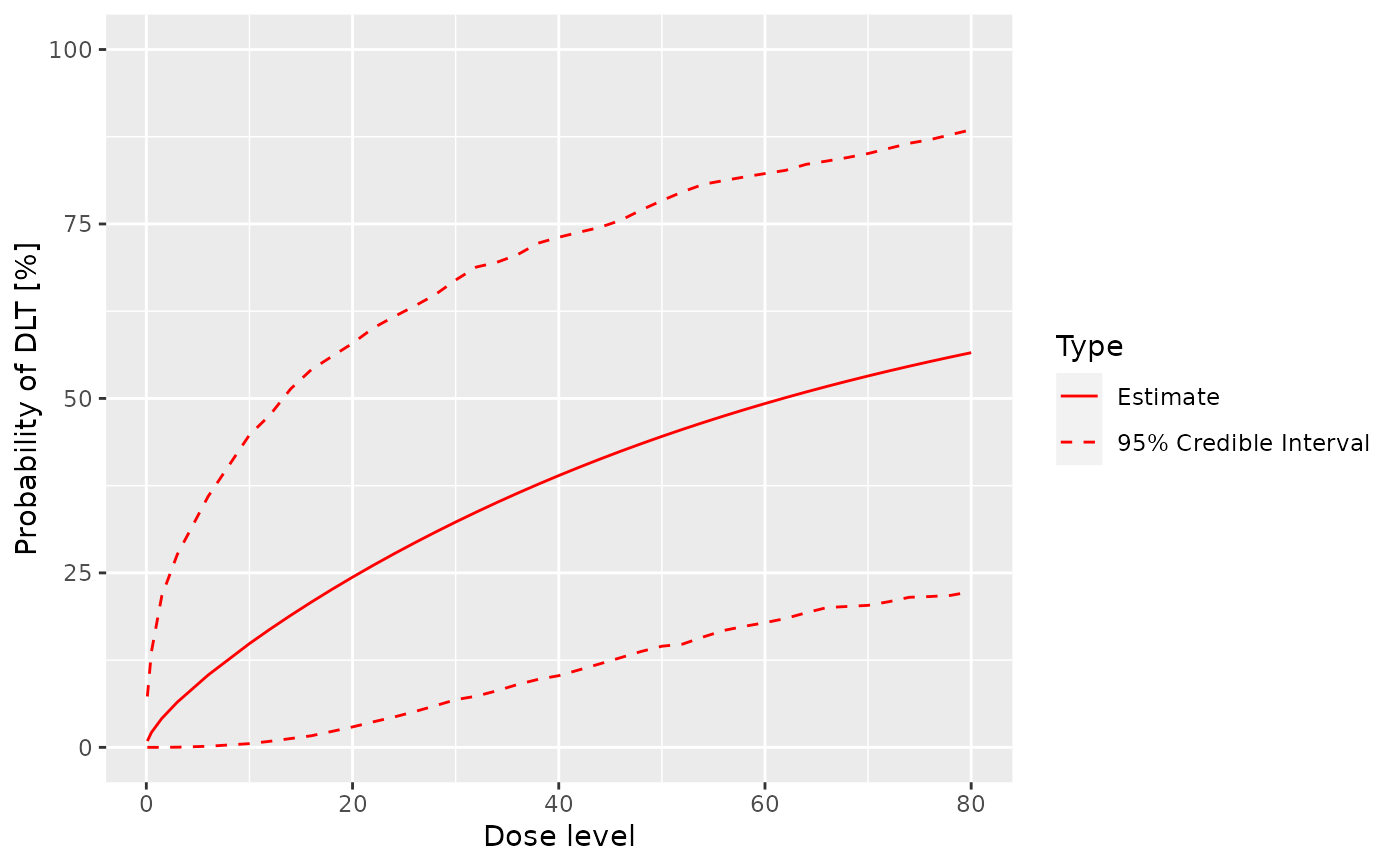 100
75
50
25
0
Probability of DLT [%]
0 20 40 60 80
Dose level
Type
Estimate
95% Credible Interval